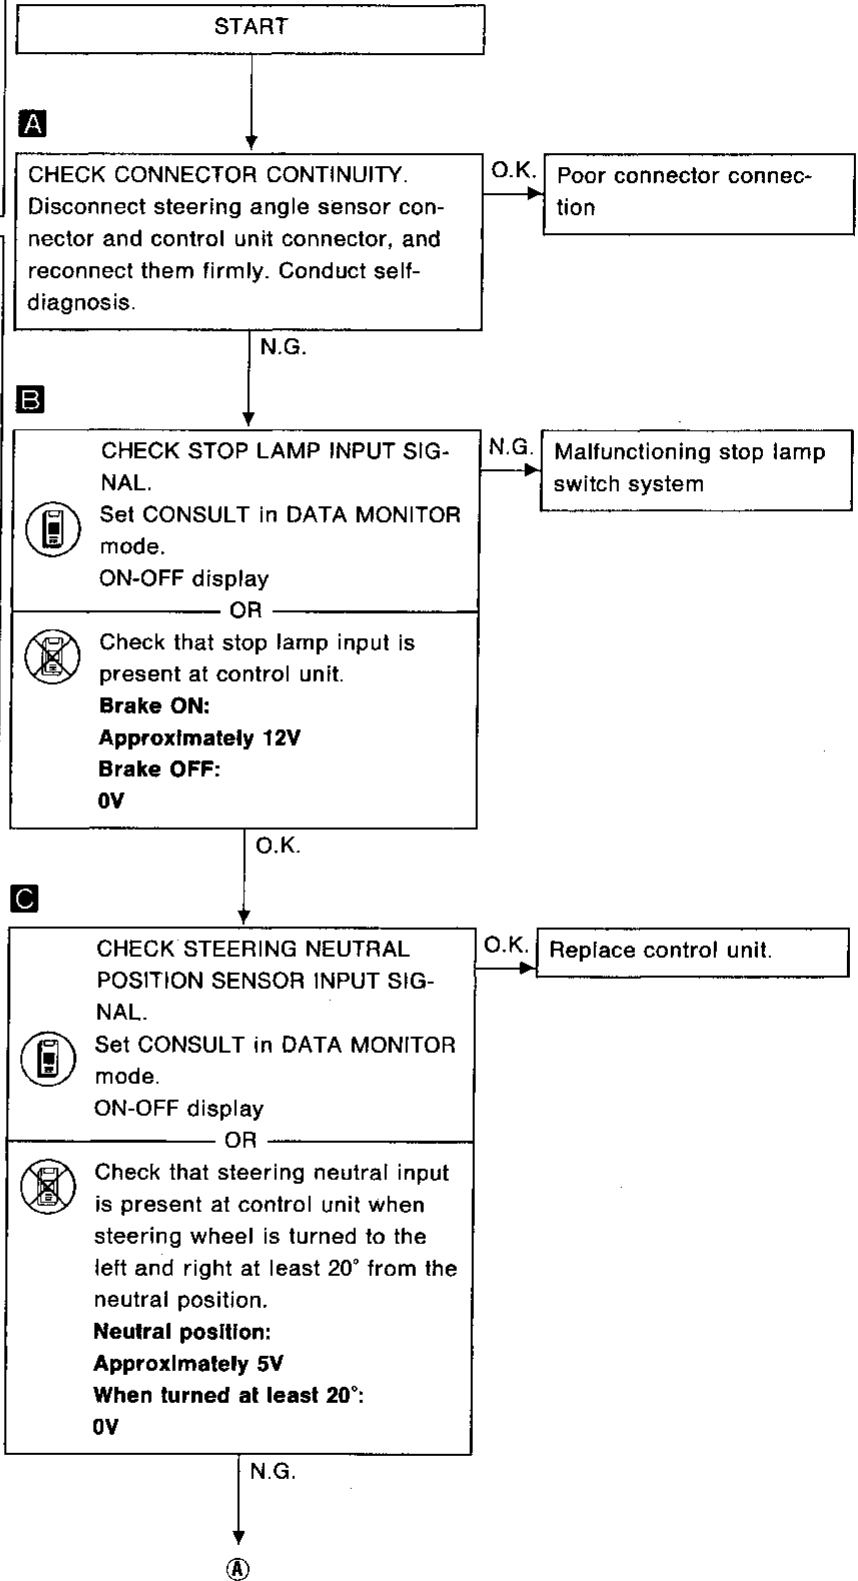 START
A
CHECK CONNECTOR CONTINUITY.
Disconnect steering angle sensor con-
nector and control unit connector, and
reconnect them firmly. Conduct self-
diagnosis.
O.K.
Poor connector connec-
tion
N.G.
B
CHECK STOP LAMP INPUT SIG-
NAL.
Set CONSULT in DATA MONITOR
mode.
ON-OFF display
OR
Check that stop lamp input is
present at control unit.
Brake ON:
Approximately 12V
Brake OFF:
0V
N.G.
Malfunctioning stop lamp
switch system
O.K.
C
CHECK STEERING NEUTRAL
POSITION SENSOR INPUT SIG-
NAL.
Set CONSULT in DATA MONITOR
mode.
ON-OFF display
OR
Check that steering neutral input
is present at control unit when
steering wheel is turned to the
left and right at least 20° from the
neutral position.
Neutral position:
Approximately 5V
When turned at least 20°:
0V
O.K.
Replace control unit.
N.G.
Ⓐ